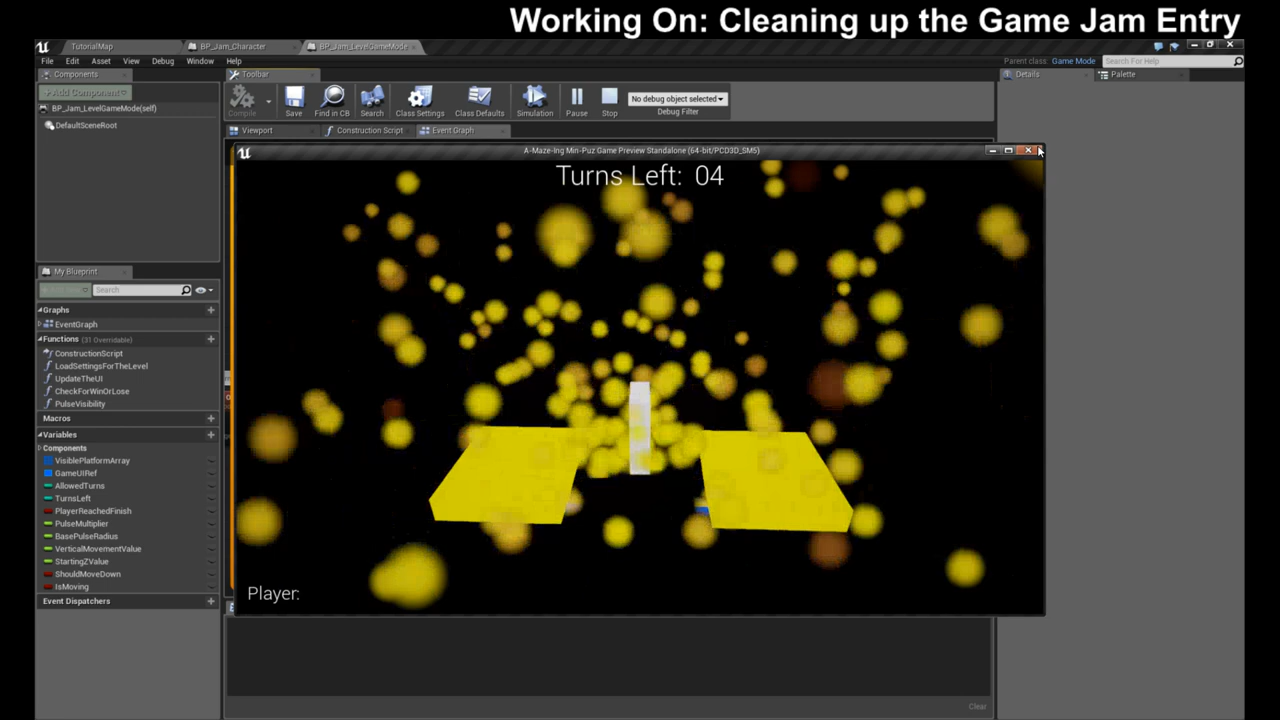 Working On: Cleaning up the Game Jam Entry
TutorialMap
BP_Jam_Character
BP_Jam_LevelGameMode
File Edit Asset View Debug Window Help
Parent class: Game Mode
Search For Help
Components
Toolbar
Details
Palette
BP_Jam_LevelGameMode(self)
DefaultSceneRoot
Compile
Save
Find in CB
Search
Class Settings
Class Defaults
Simulation
Pause
Stop
No debug object selected
Debug Filter
Viewport
Construction Script
Event Graph
A-Maze-Ing Min-Puz Game Preview Standalone (64-bit/PCD3D_SM5)
Turns Left: 04
Player:
My Blueprint
Search
Graphs
EventGraph
Functions (31 Overridable)
ConstructionScript
LoadSettingsForTheLevel
UpdateTheUI
CheckForWinOrLose
PulseVisibility
Macros
Variables
Components
VisiblePlatformArray
GameUIRef
AllowedTurns
TurnsLeft
PlayerReachedFinish
PulseMultiplier
BasePulseRadius
VerticalMovementValue
StartingZValue
ShouldMoveDown
IsMoving
Event Dispatchers
Clear